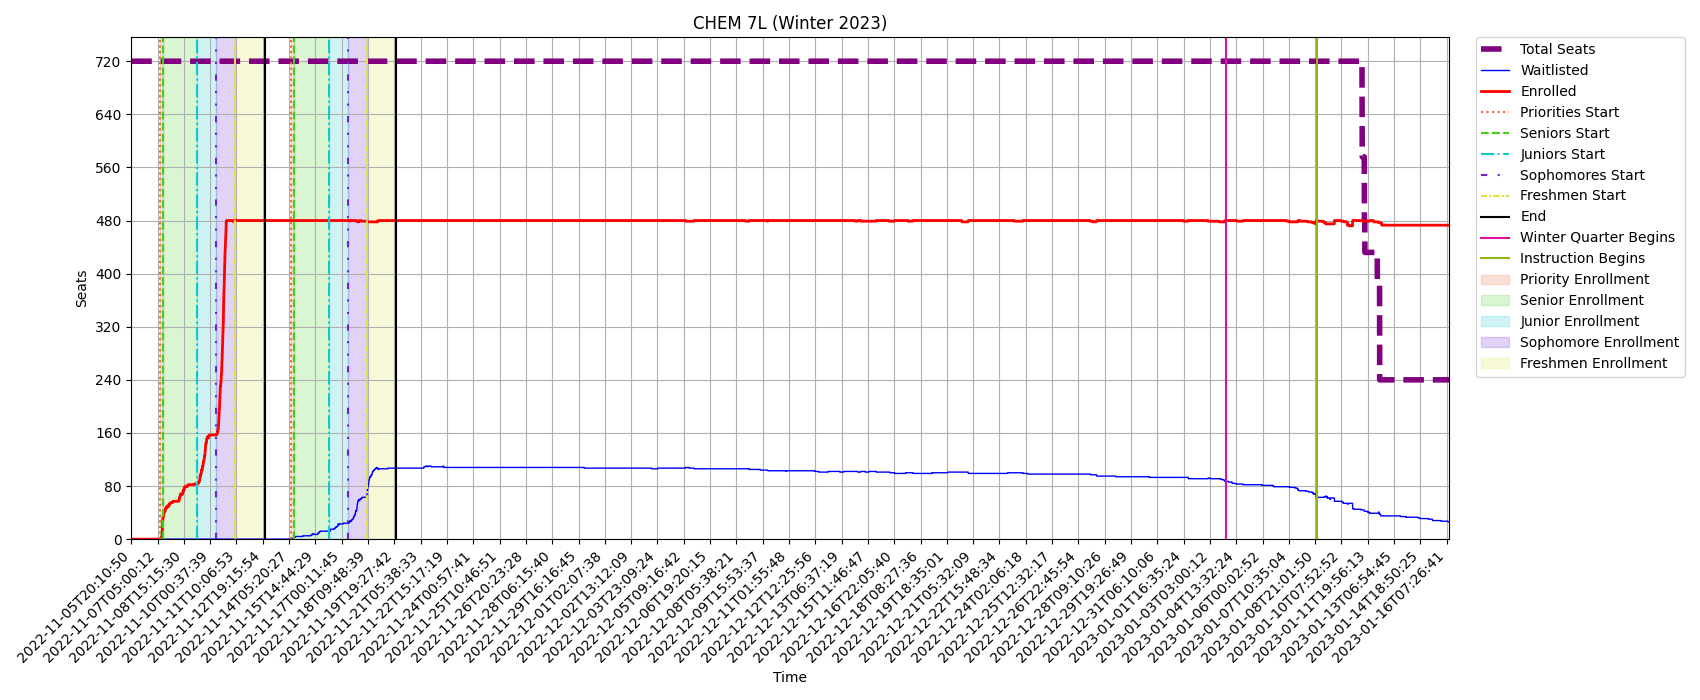 CHEM 7L (Winter 2023)
Seats
720
640
560
480
400
320
240
160
80
0
2022-11-05T20:10:50
2022-11-07T05:00:12
2022-11-08T15:15:30
2022-11-10T00:37:39
2022-11-11T10:06:53
2022-11-12T19:15:54
2022-11-14T05:20:27
2022-11-15T14:44:29
2022-11-17T00:11:45
2022-11-18T09:48:39
2022-11-19T19:27:42
2022-11-21T05:38:33
2022-11-22T15:17:19
2022-11-24T00:57:41
2022-11-25T10:46:51
2022-11-26T20:23:28
2022-11-28T06:15:40
2022-11-29T16:16:45
2022-12-01T02:07:38
2022-12-02T13:12:09
2022-12-03T23:09:24
2022-12-05T09:16:42
2022-12-06T19:20:15
2022-12-08T05:38:21
2022-12-09T15:53:37
2022-12-11T01:55:48
2022-12-12T12:25:56
2022-12-13T06:37:19
2022-12-15T11:46:47
2022-12-16T22:05:40
2022-12-18T08:27:36
2022-12-19T18:35:01
2022-12-21T05:32:09
2022-12-22T15:48:34
2022-12-24T02:06:18
2022-12-25T12:32:17
2022-12-26T22:45:54
2022-12-28T09:10:26
2022-12-29T19:26:49
2022-12-31T06:10:06
2023-01-01T16:35:24
2023-01-03T03:00:12
2023-01-04T13:32:24
2023-01-06T00:02:52
2023-01-07T10:35:04
2023-01-08T21:01:50
2023-01-10T07:52:52
2023-01-11T19:56:13
2023-01-13T06:54:45
2023-01-14T18:50:25
2023-01-16T07:26:41
Time
Total Seats
Waitlisted
Enrolled
Priorities Start
Seniors Start
Juniors Start
Sophomores Start
Freshmen Start
End
Winter Quarter Begins
Instruction Begins
Priority Enrollment
Senior Enrollment
Junior Enrollment
Sophomore Enrollment
Freshmen Enrollment